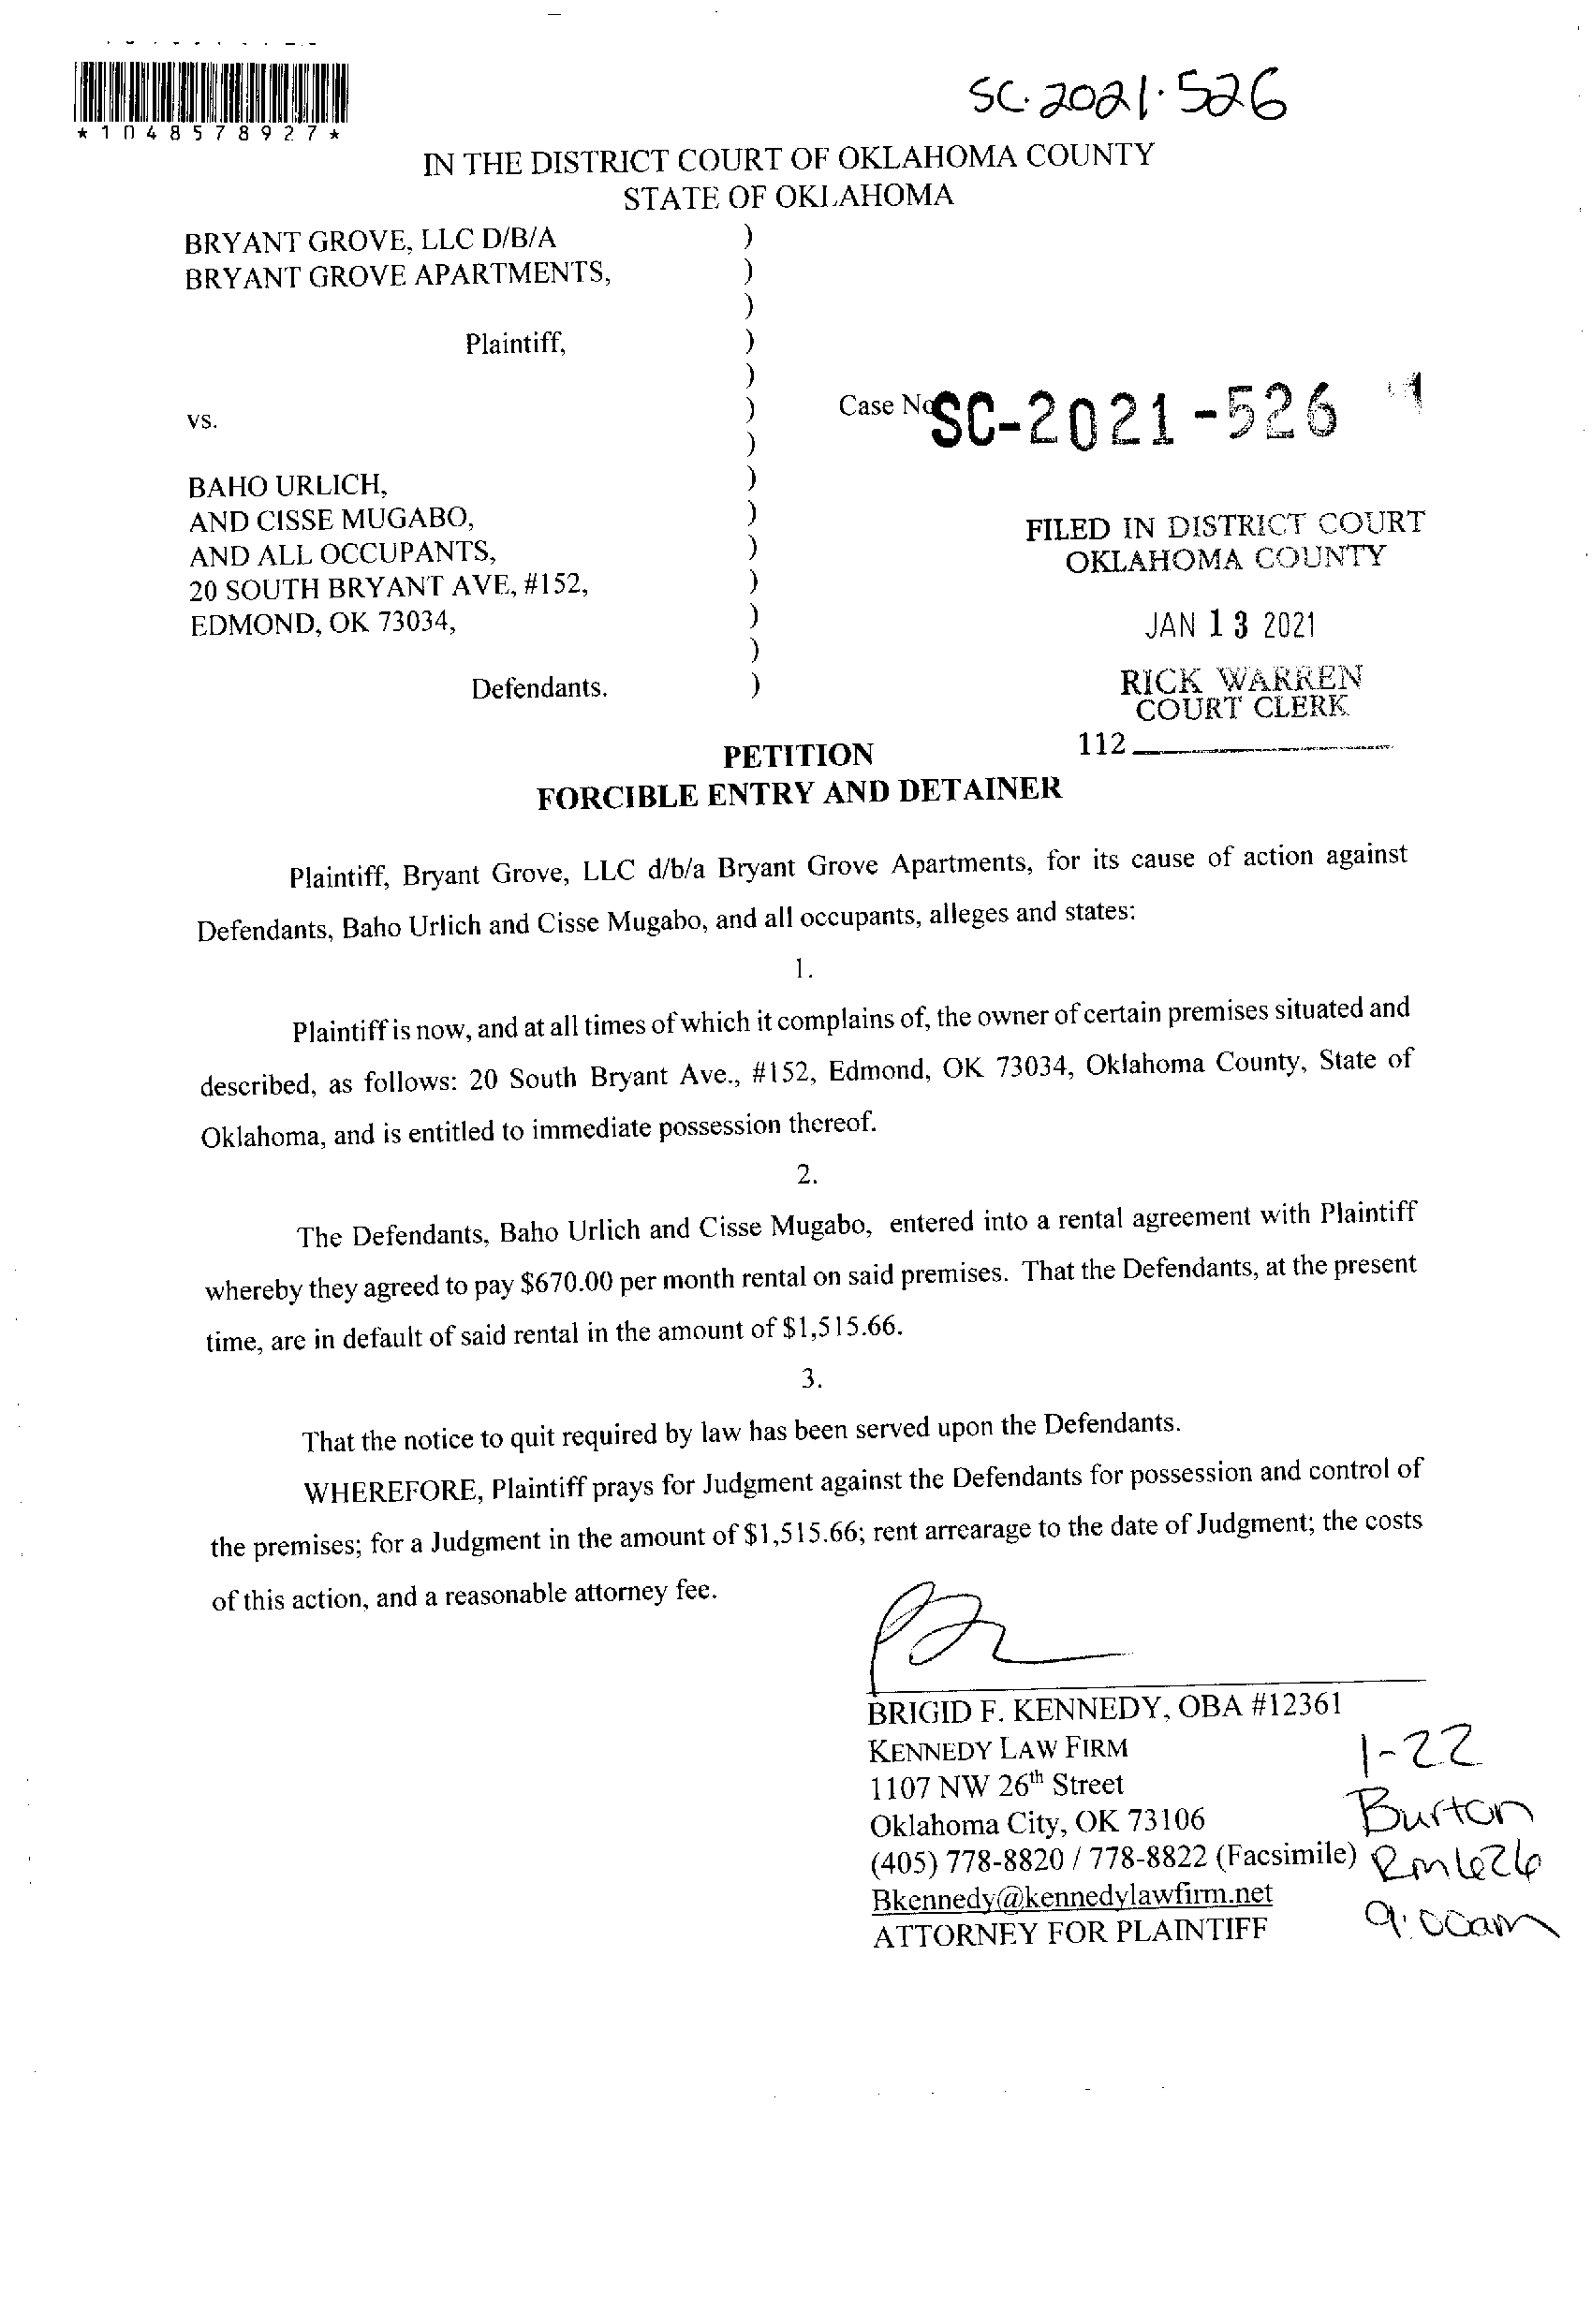 *1048578927*
SC-2021-526
IN THE DISTRICT COURT OF OKLAHOMA COUNTY
STATE OF OKLAHOMA
BRYANT GROVE, LLC D/B/A )
BRYANT GROVE APARTMENTS, )
)
Plaintiff, )
)
vs. ) Case No SC-2021-526
)
BAHO URLICH, )
AND CISSE MUGABO, )
AND ALL OCCUPANTS, )
20 SOUTH BRYANT AVE, #152, )
EDMOND, OK 73034, )
)
Defendants. )
FILED IN DISTRICT COURT
OKLAHOMA COUNTY
JAN 13 2021
RICK WARREN
COURT CLERK
112
PETITION
FORCIBLE ENTRY AND DETAINER
Plaintiff, Bryant Grove, LLC d/b/a Bryant Grove Apartments, for its cause of action against
Defendants, Baho Urlich and Cisse Mugabo, and all occupants, alleges and states:
1.
Plaintiff is now, and at all times of which it complains of, the owner of certain premises situated and
described, as follows: 20 South Bryant Ave., #152, Edmond, OK 73034, Oklahoma County, State of
Oklahoma, and is entitled to immediate possession thereof.
2.
The Defendants, Baho Urlich and Cisse Mugabo, entered into a rental agreement with Plaintiff
whereby they agreed to pay $670.00 per month rental on said premises. That the Defendants, at the present
time, are in default of said rental in the amount of $1,515.66.
3.
That the notice to quit required by law has been served upon the Defendants.
WHEREFORE, Plaintiff prays for Judgment against the Defendants for possession and control of
the premises; for a Judgment in the amount of $1,515.66; rent arrearage to the date of Judgment; the costs
of this action, and a reasonable attorney fee.
BRIGID F. KENNEDY, OBA #12361
KENNEDY LAW FIRM
1107 NW 26th Street
Oklahoma City, OK 73106
(405) 778-8820 / 778-8822 (Facsimile)
Bkennedy@kennedylawfirm.net
ATTORNEY FOR PLAINTIFF
1-22
Burton
Rm 626
9:00am